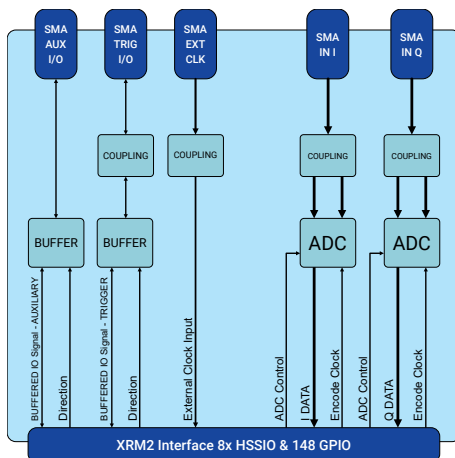 SMA
AUX
I/O
SMA
TRIG
I/O
SMA
EXT
CLK
SMA
IN I
SMA
IN Q
COUPLING
COUPLING
COUPLING
COUPLING
BUFFER
BUFFER
ADC
ADC
BUFFERED IO Signal - AUXILIARY
Direction
BUFFERED IO Signal - TRIGGER
Direction
External Clock Input
ADC Control
I DATA
Encode Clock
ADC Control
Q DATA
Encode Clock
XRM2 Interface 8x HSSIO & 148 GPIO